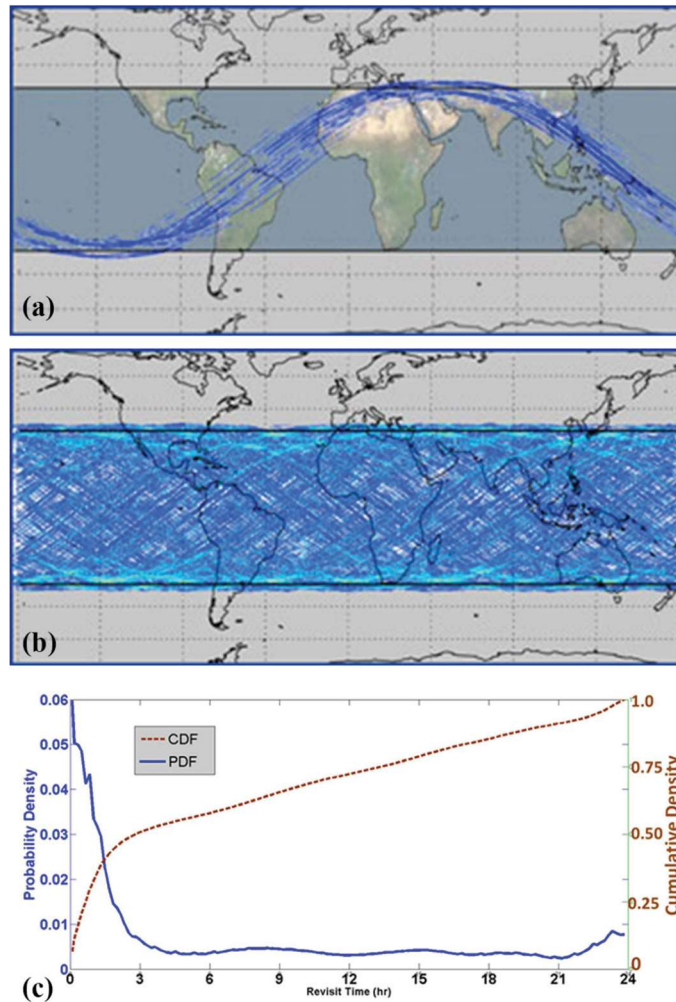 (a)
(b)
0.06
0.05
0.04
0.03
0.02
0.01
0
Probability Density
CDF
PDF
1.0
0.75
0.50
0.25
0
Cumulative Density
0 3 6 9 12 15 18 21 24
Revisit Time (hr)
(c)